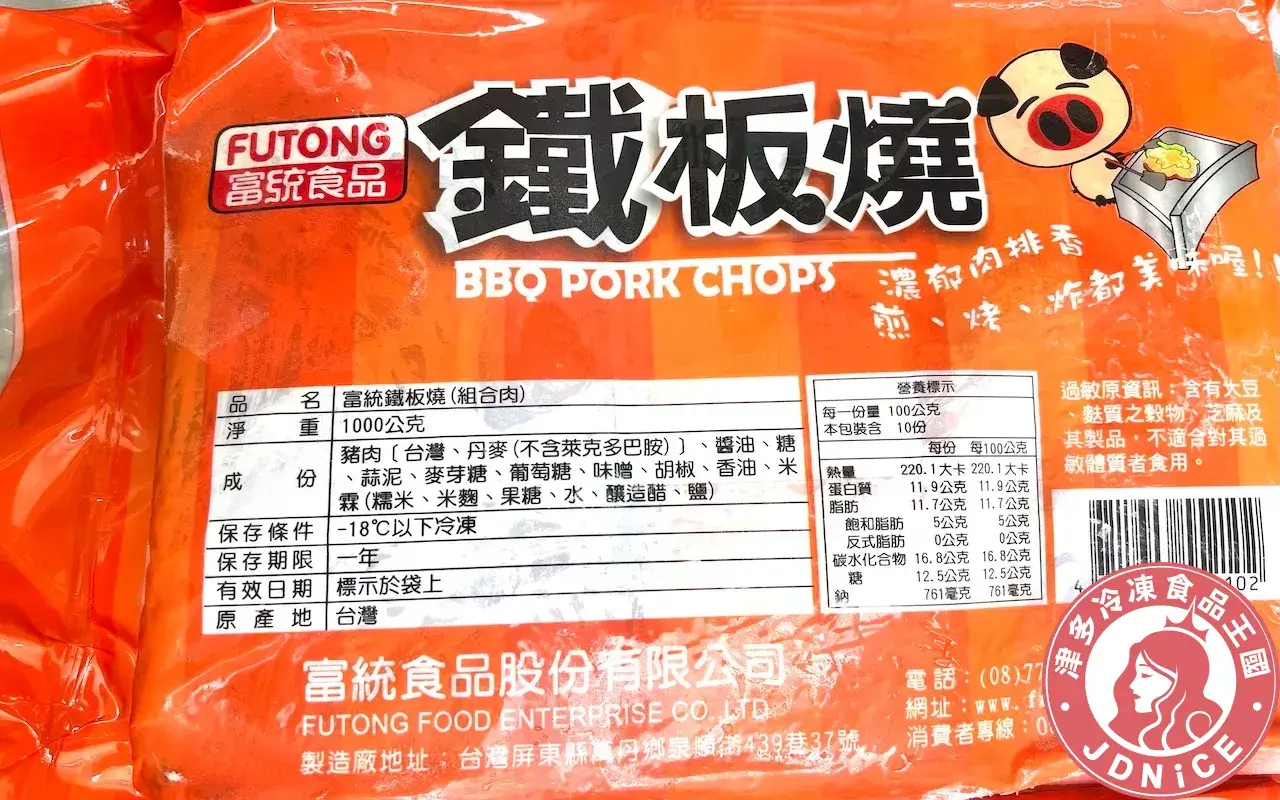 FUTONG
富統食品
鐵板燒
BBQ PORK CHOPS
濃郁肉排香
煎、烤、炸都美味喔!!
品名 富統鐵板燒(組合肉)
淨重 1000公克
成份 豬肉〔台灣、丹麥(不含萊克多巴胺)〕、醬油、糖
、蒜泥、麥芽糖、葡萄糖、味噌、胡椒、香油、米
霖(糯米、米麴、果糖、水、釀造醋、鹽)
保存條件 -18℃以下冷凍
保存期限 一年
有效日期 標示於袋上
原產地 台灣
營養標示
每一份量 100公克
本包裝含 10份
每份 每100公克
熱量 220.1大卡 220.1大卡
蛋白質 11.9公克 11.9公克
脂肪 11.7公克 11.7公克
飽和脂肪 5公克 5公克
反式脂肪 0公克 0公克
碳水化合物 16.8公克 16.8公克
糖 12.5公克 12.5公克
鈉 761毫克 761毫克
過敏原資訊：含有大豆
、麩質之穀物、芝麻及
其製品，不適合對其過
敏體質者食用。
4 102
富統食品股份有限公司
FUTONG FOOD ENTERPRISE CO.,LTD
製造廠地址：台灣屏東縣萬丹鄉泉順街439巷37號
電話：(08)77
網址：www.f
消費者專線：0
津多冷凍食品王國
JDNiCE